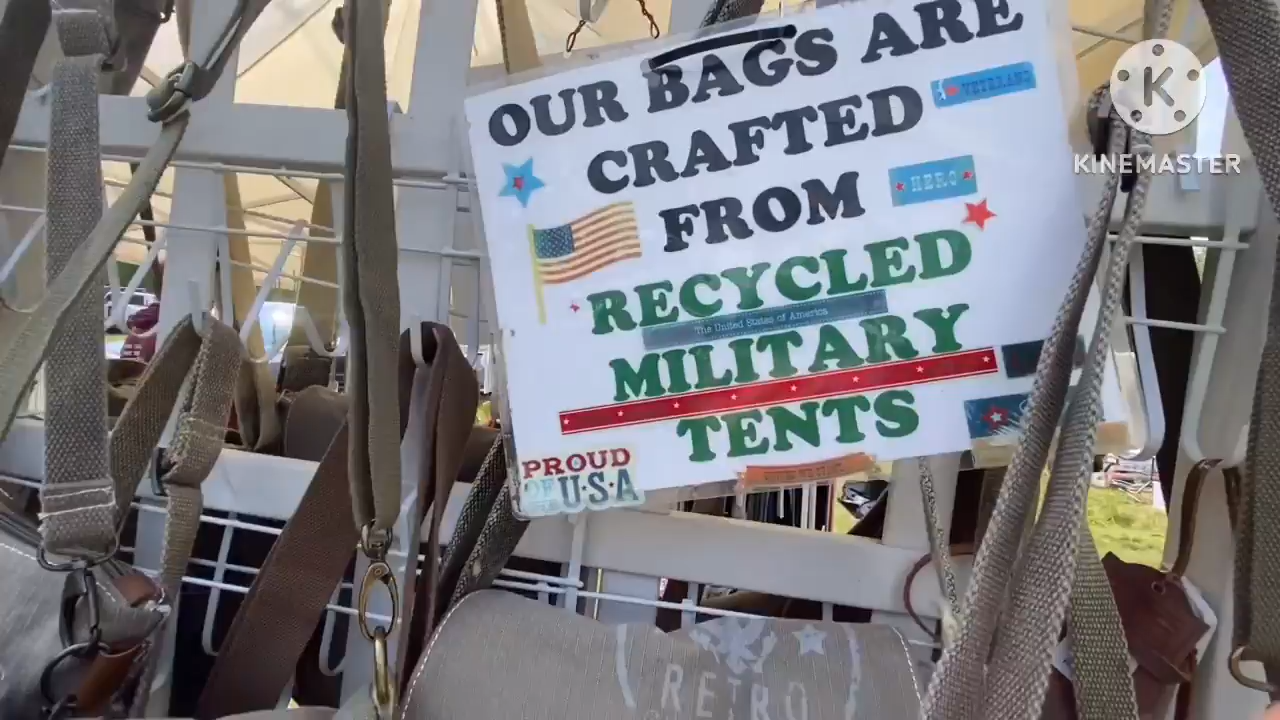 OUR BAGS ARE
CRAFTED
VETERANS
FROM
HERO
RECYCLED
The United States of America
MILITARY
TENTS
PROUD
OF U·S·A
K
KINEMASTER
RETRO